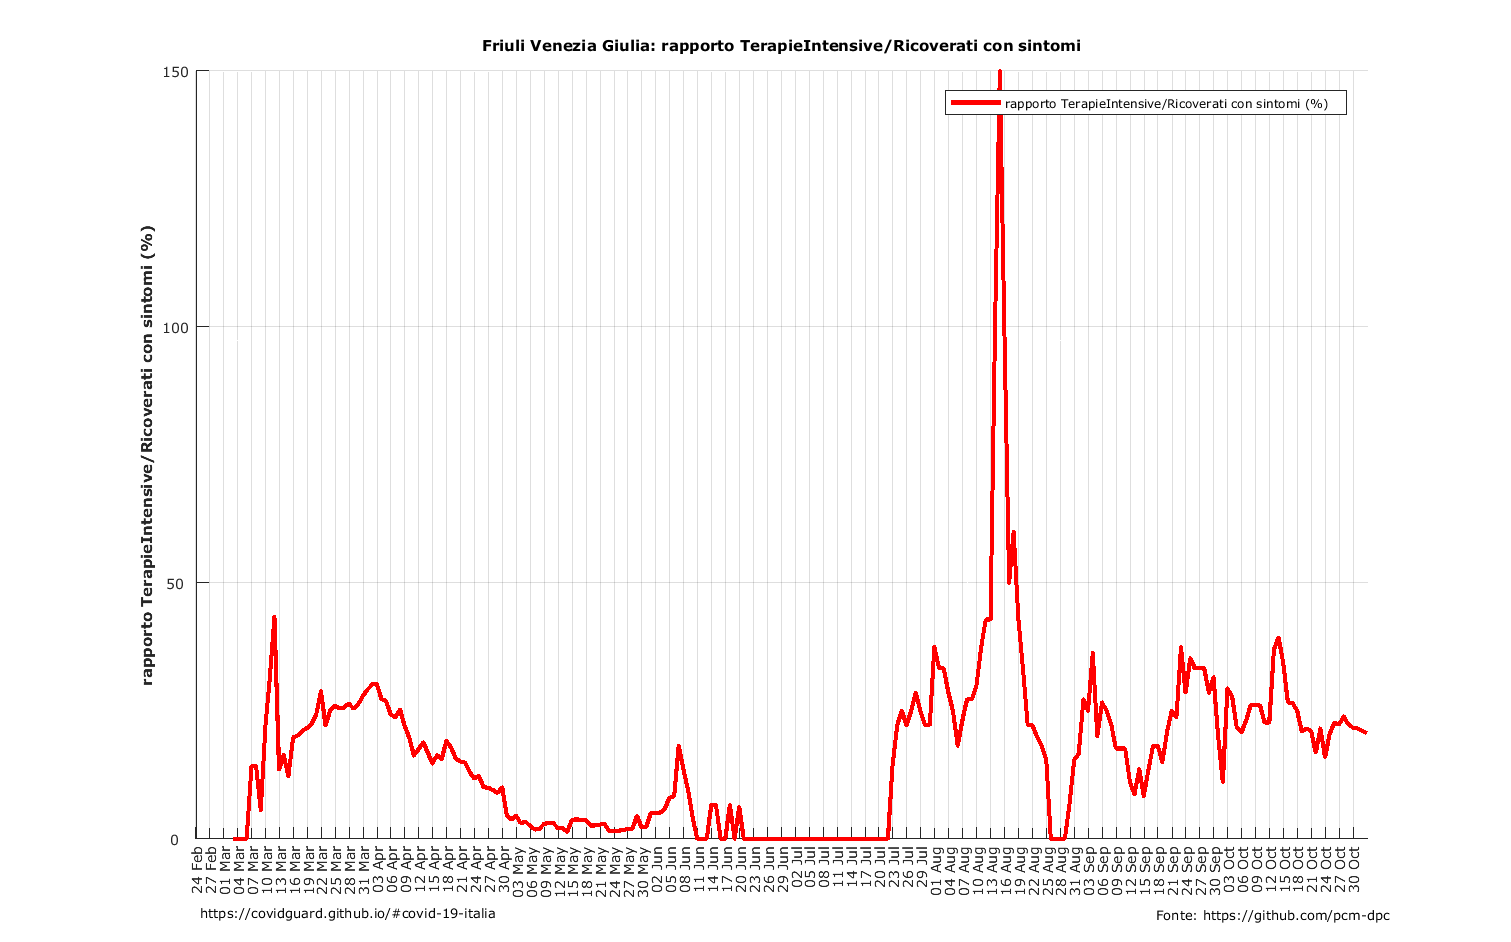 Friuli Venezia Giulia: rapporto TerapieIntensive/Ricoverati con sintomi
rapporto TerapieIntensive/Ricoverati con sintomi (%)
rapporto TerapieIntensive/Ricoverati con sintomi (%)
150
100
50
0
24 Feb
27 Feb
01 Mar
04 Mar
07 Mar
10 Mar
13 Mar
16 Mar
19 Mar
22 Mar
25 Mar
28 Mar
31 Mar
03 Apr
06 Apr
09 Apr
12 Apr
15 Apr
18 Apr
21 Apr
24 Apr
27 Apr
30 Apr
03 May
06 May
09 May
12 May
15 May
18 May
21 May
24 May
27 May
30 May
02 Jun
05 Jun
08 Jun
11 Jun
14 Jun
17 Jun
20 Jun
23 Jun
26 Jun
29 Jun
02 Jul
05 Jul
08 Jul
11 Jul
14 Jul
17 Jul
20 Jul
23 Jul
26 Jul
29 Jul
01 Aug
04 Aug
07 Aug
10 Aug
13 Aug
16 Aug
19 Aug
22 Aug
25 Aug
28 Aug
31 Aug
03 Sep
06 Sep
09 Sep
12 Sep
15 Sep
18 Sep
21 Sep
24 Sep
27 Sep
30 Sep
03 Oct
06 Oct
09 Oct
12 Oct
15 Oct
18 Oct
21 Oct
24 Oct
27 Oct
30 Oct
https://covidguard.github.io/#covid-19-italia
Fonte: https://github.com/pcm-dpc